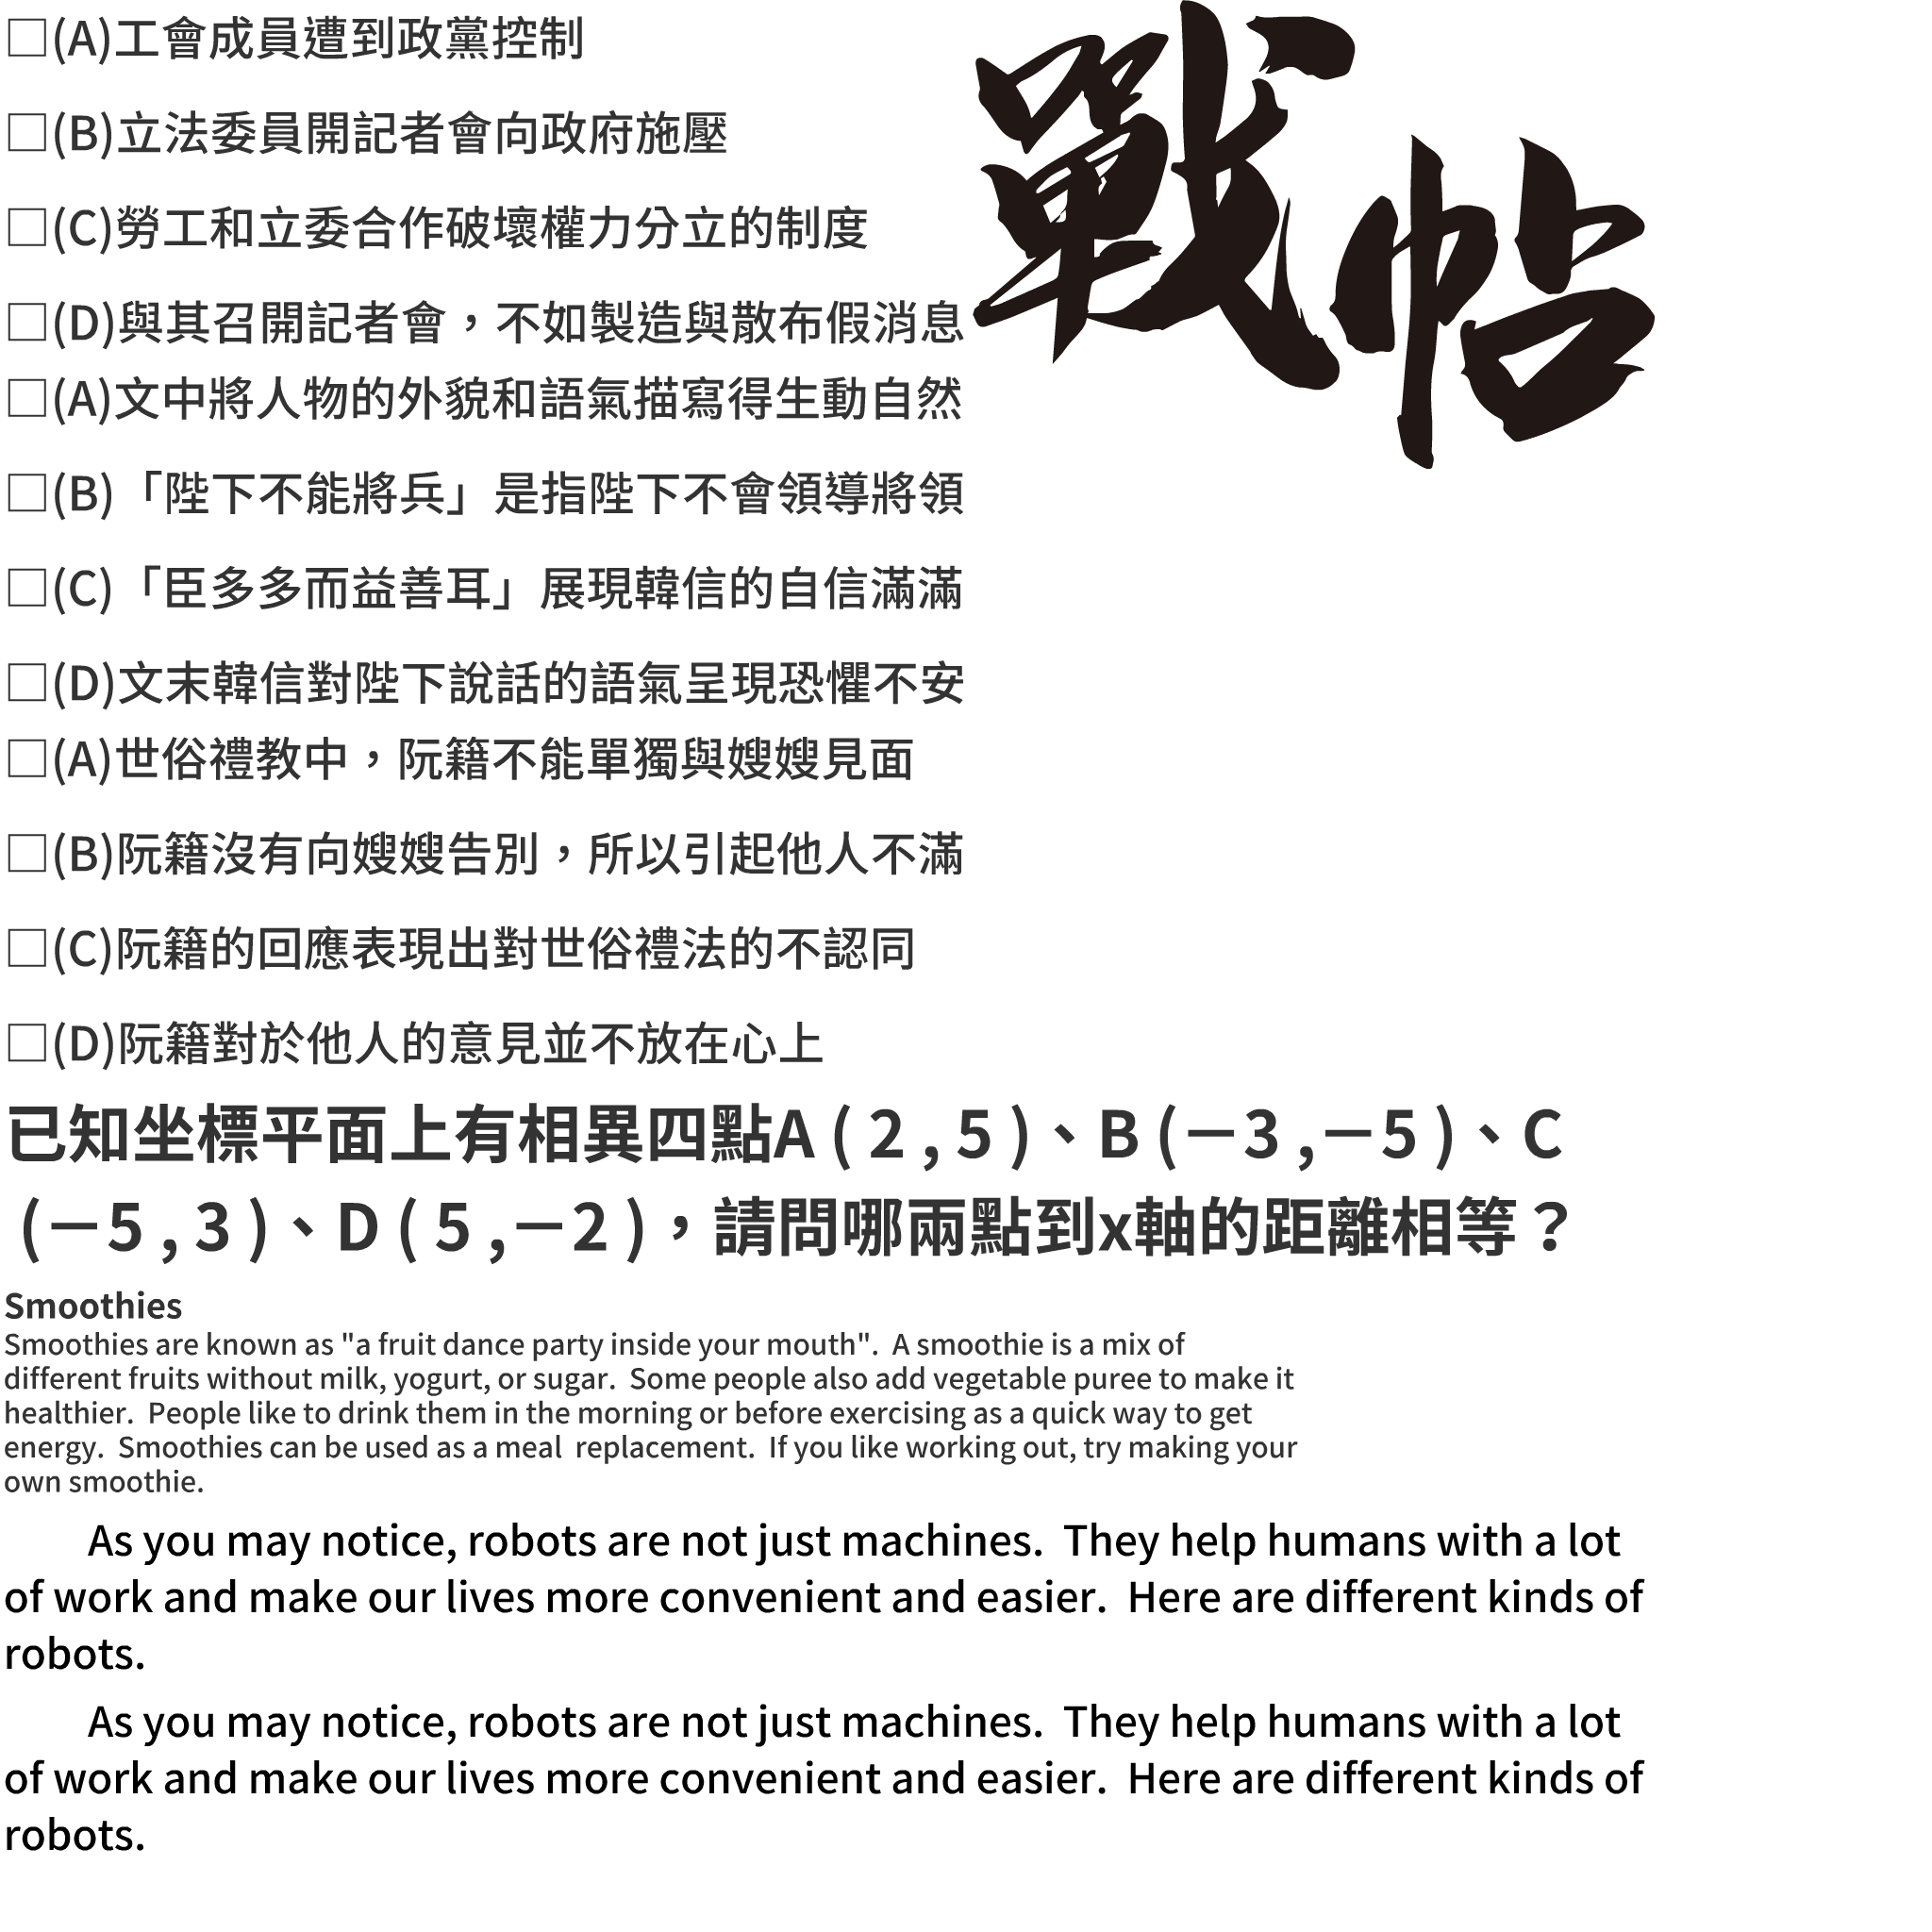 □(A)工會成員遭到政黨控制
□(B)立法委員開記者會向政府施壓
□(C)勞工和立委合作破壞權力分立的制度
□(D)與其召開記者會，不如製造與散布假消息
戰帖
□(A)文中將人物的外貌和語氣描寫得生動自然
□(B)「陛下不能將兵」是指陛下不會領導將領
□(C)「臣多多而益善耳」展現韓信的自信滿滿
□(D)文末韓信對陛下說話的語氣呈現恐懼不安
□(A)世俗禮教中，阮籍不能單獨與嫂嫂見面
□(B)阮籍沒有向嫂嫂告別，所以引起他人不滿
□(C)阮籍的回應表現出對世俗禮法的不認同
□(D)阮籍對於他人的意見並不放在心上
已知坐標平面上有相異四點A ( 2 , 5 )、B (－3 ,－5 )、C
(－5 , 3 )、D ( 5 ,－2 )，請問哪兩點到x軸的距離相等？
Smoothies
Smoothies are known as "a fruit dance party inside your mouth".  A smoothie is a mix of
different fruits without milk, yogurt, or sugar.  Some people also add vegetable puree to make it
healthier.  People like to drink them in the morning or before exercising as a quick way to get
energy.  Smoothies can be used as a meal  replacement.  If you like working out, try making your
own smoothie.
As you may notice, robots are not just machines.  They help humans with a lot
of work and make our lives more convenient and easier.  Here are different kinds of
robots.
As you may notice, robots are not just machines.  They help humans with a lot
of work and make our lives more convenient and easier.  Here are different kinds of
robots.